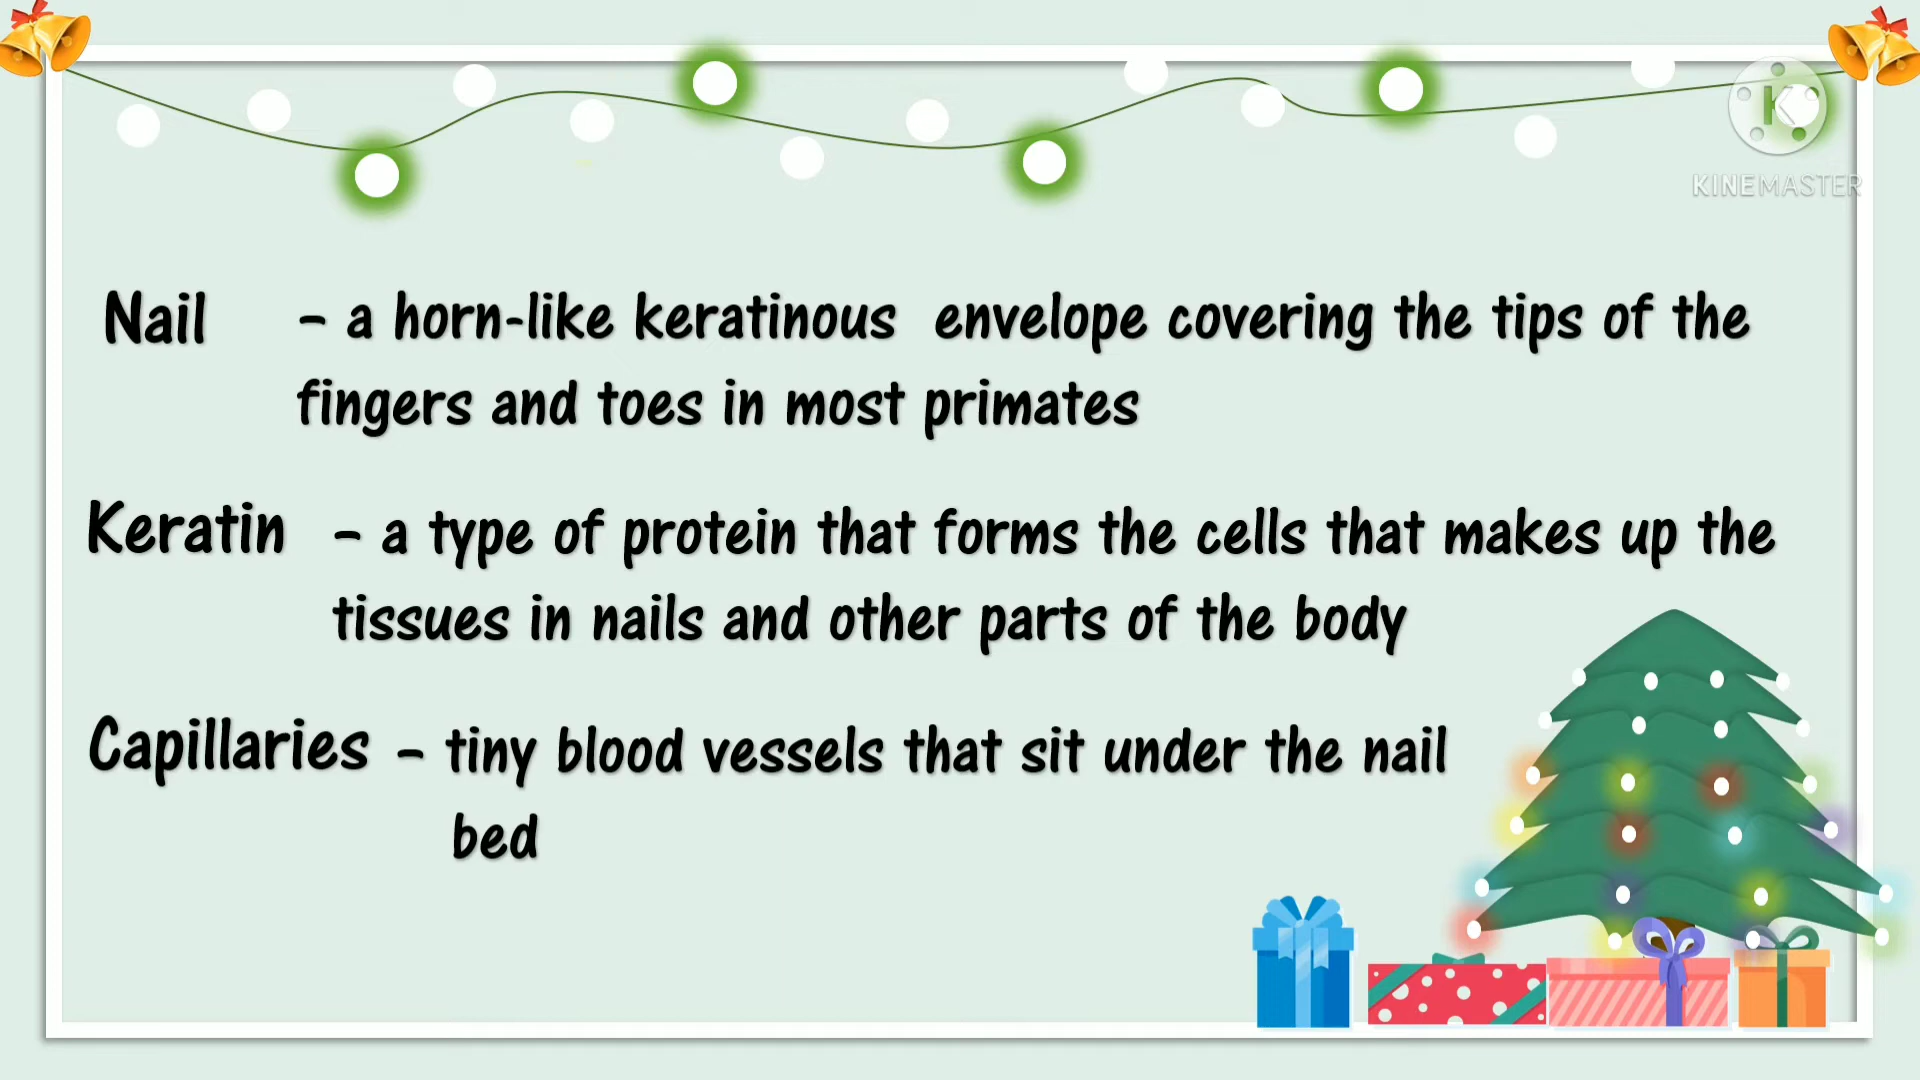 KINEMASTER
Nail – a horn-like keratinous envelope covering the tips of the
fingers and toes in most primates
Keratin – a type of protein that forms the cells that makes up the
tissues in nails and other parts of the body
Capillaries – tiny blood vessels that sit under the nail
bed